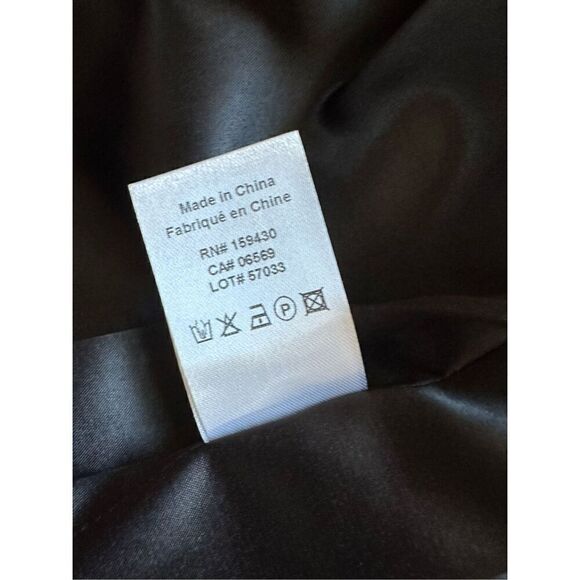 Made in China
Fabriqué en Chine
RN# 159430
CA# 06569
LOT# 57033
P